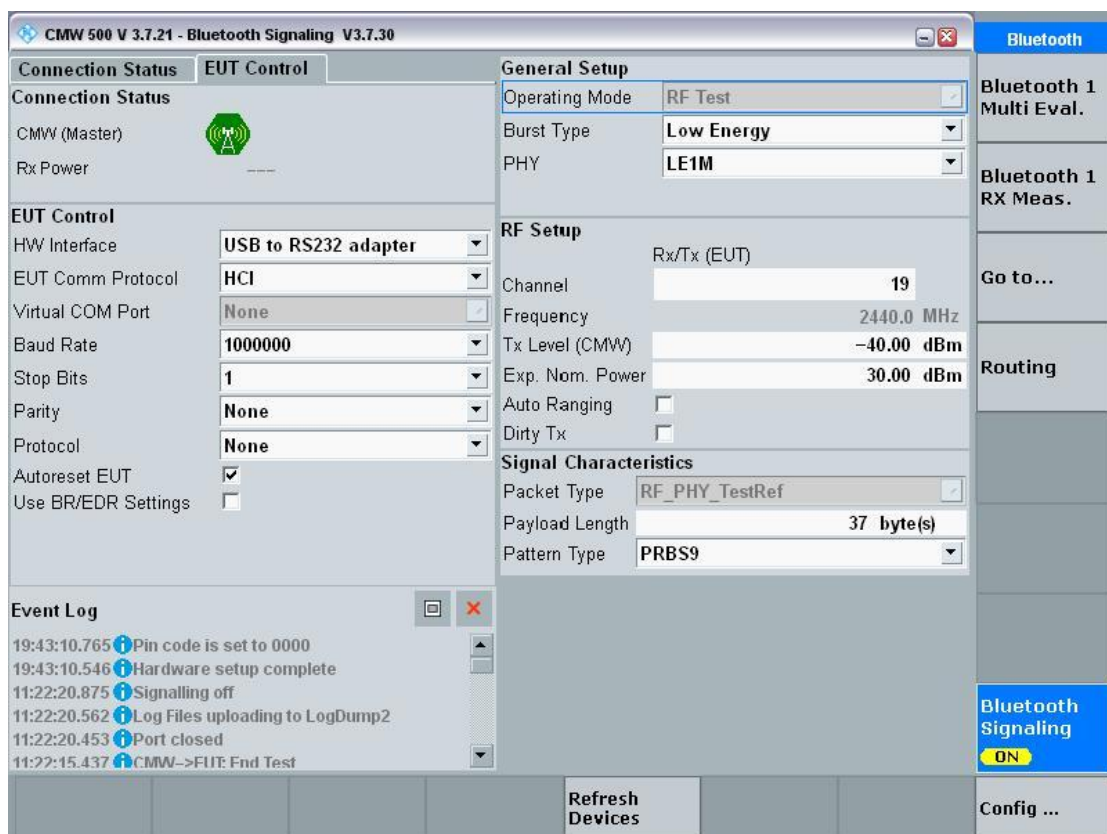 CMW 500 V 3.7.21 - Bluetooth Signaling V3.7.30
Connection Status
EUT Control
Connection Status
CMW (Master)
Rx Power ---
EUT Control
HW Interface USB to RS232 adapter
EUT Comm Protocol HCI
Virtual COM Port None
Baud Rate 1000000
Stop Bits 1
Parity None
Protocol None
Autoreset EUT
Use BR/EDR Settings
Event Log
19:43:10.765 Pin code is set to 0000
19:43:10.546 Hardware setup complete
11:22:20.875 Signalling off
11:22:20.562 Log Files uploading to LogDump2
11:22:20.453 Port closed
11:22:15.437 CMW-->EUT: End Test
General Setup
Operating Mode RF Test
Burst Type Low Energy
PHY LE1M
RF Setup
Rx/Tx (EUT)
Channel 19
Frequency 2440.0 MHz
Tx Level (CMW) -40.00 dBm
Exp. Nom. Power 30.00 dBm
Auto Ranging
Dirty Tx
Signal Characteristics
Packet Type RF_PHY_TestRef
Payload Length 37 byte(s)
Pattern Type PRBS9
Bluetooth
Bluetooth 1
Multi Eval.
Bluetooth 1
RX Meas.
Go to...
Routing
Bluetooth
Signaling
ON
Refresh
Devices
Config ...